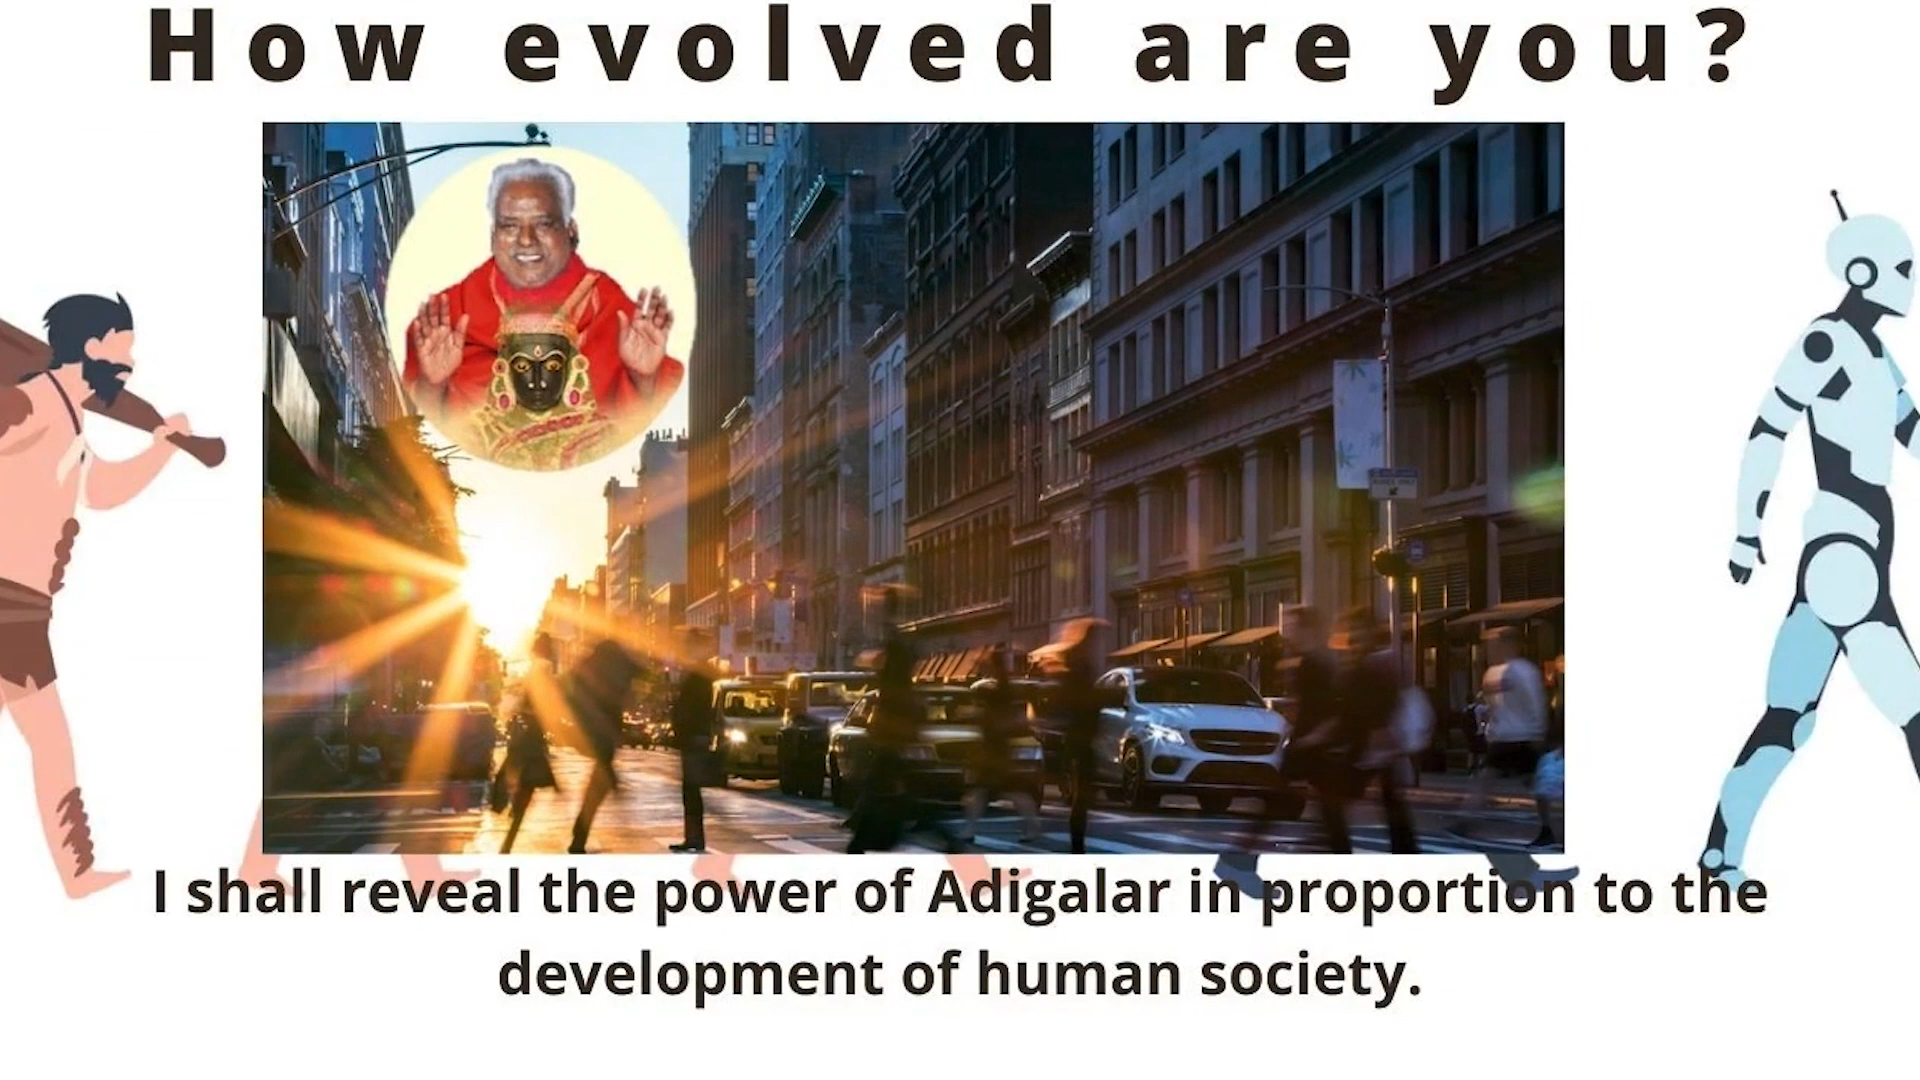 How evolved are you?
I shall reveal the power of Adigalar in proportion to the
development of human society.